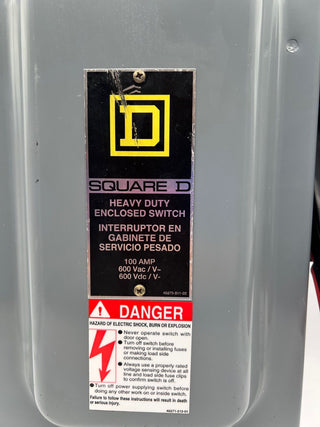 D
SQUARE D
HEAVY DUTY
ENCLOSED SWITCH
INTERRUPTOR EN
GABINETE DE
SERVICIO PESADO
100 AMP
600 Vac / V~
600 Vdc / V-
DANGER
HAZARD OF ELECTRIC SHOCK, BURN OR EXPLOSION
● Never operate switch with
door open.
● Turn off switch before
removing or installing fuses
or making load side
connections.
● Always use a properly rated
voltage sensing device at all
line and load side fuse clips
to confirm switch is off.
● Turn off power supplying switch before
doing any other work on or inside switch.
Failure to follow these instructions will result in death
or serious injury.